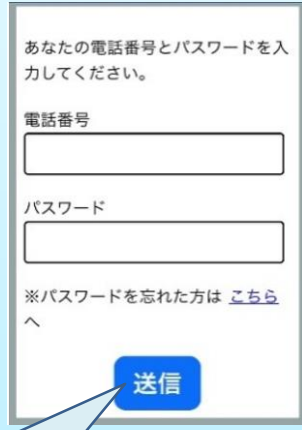 あなたの電話番号とパスワードを入
力してください。
電話番号
パスワード
※パスワードを忘れた方は こちら
へ
送信